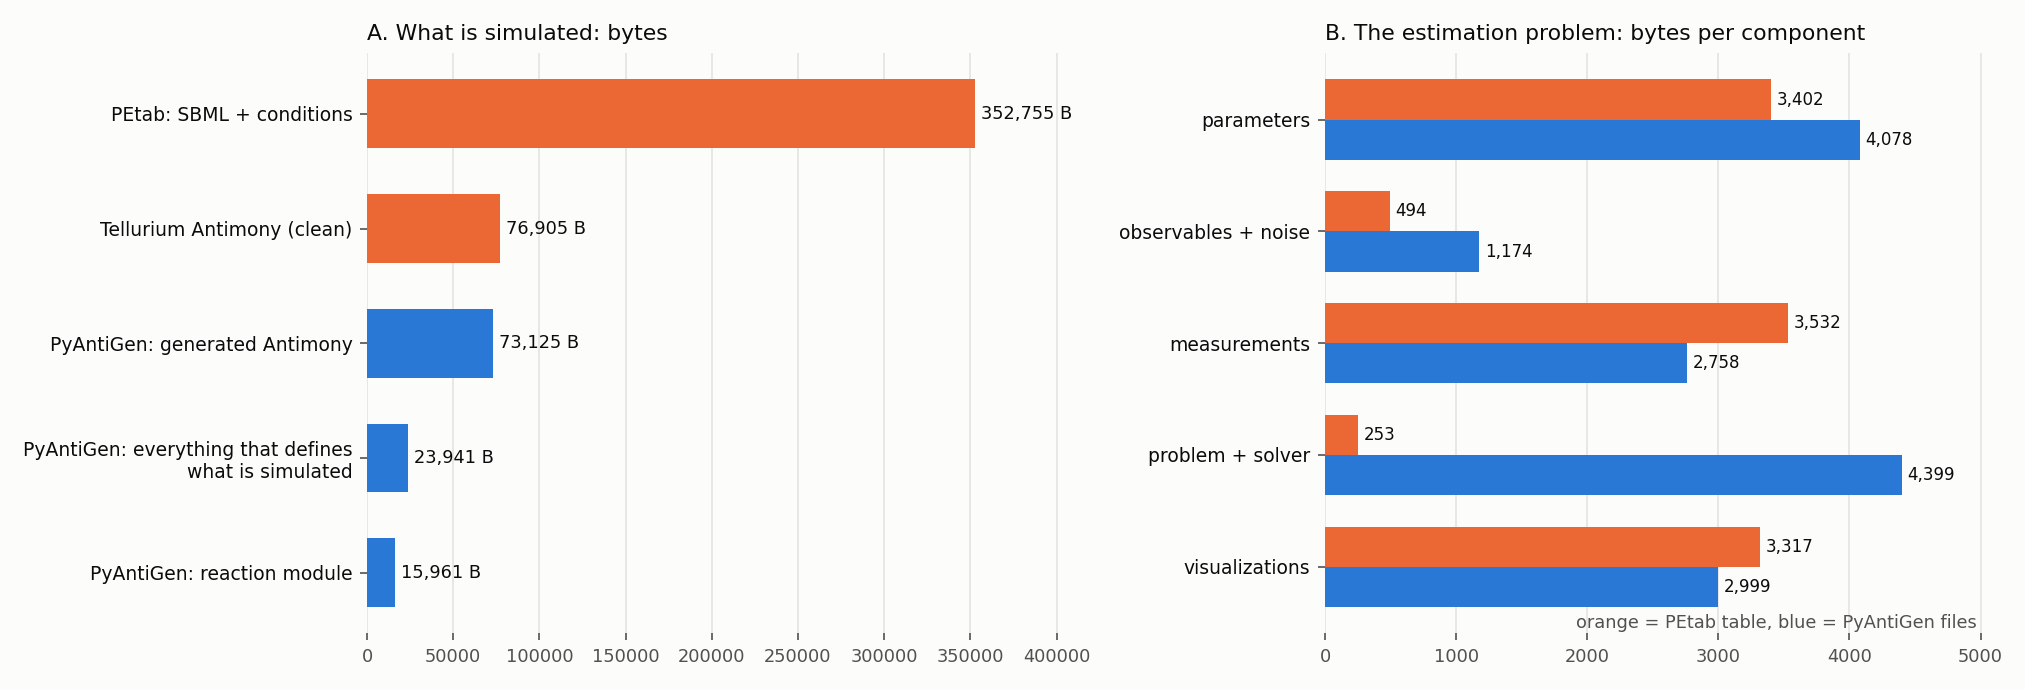 A. What is simulated: bytes
PEtab: SBML + conditions
352,755 B
Tellurium Antimony (clean)
76,905 B
PyAntiGen: generated Antimony
73,125 B
PyAntiGen: everything that defines
what is simulated
23,941 B
PyAntiGen: reaction module
15,961 B
0 50000 100000 150000 200000 250000 300000 350000 400000
B. The estimation problem: bytes per component
parameters
3,402
4,078
observables + noise
494
1,174
measurements
3,532
2,758
problem + solver
253
4,399
visualizations
3,317
2,999
orange = PEtab table, blue = PyAntiGen files
0 1000 2000 3000 4000 5000